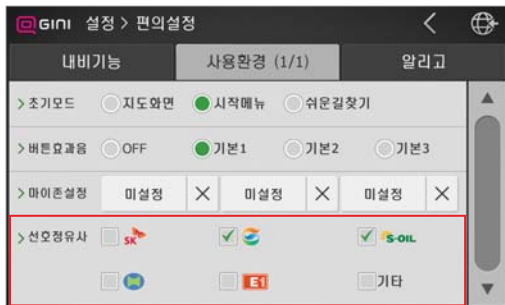 GINI 설정 > 편의설정
내비기능 사용환경 (1/1) 알리고
>초기모드 지도화면 시작메뉴 쉬운길찾기
>버튼효과음 OFF 기본1 기본2 기본3
>마이존설정 미설정 X 미설정 X 미설정 X
>선호정유사 SK S-OIL
E1 기타